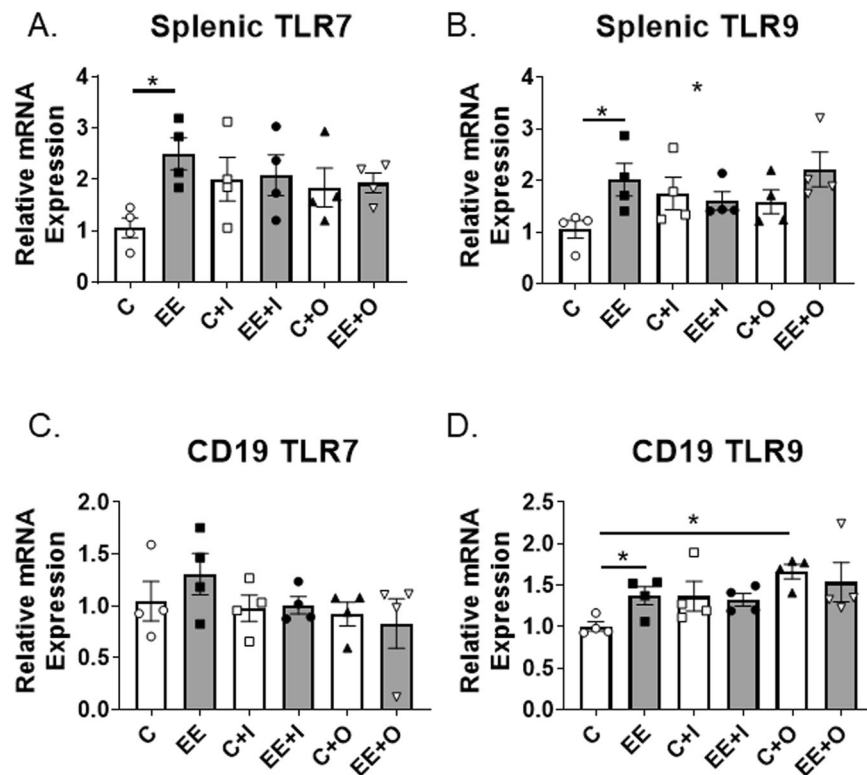 A. Splenic TLR7
Relative mRNA
Expression
4
3
2
1
0
*
C
EE
C+I
EE+I
C+O
EE+O
B. Splenic TLR9
Relative mRNA
Expression
4
3
2
1
0
*
*
C
EE
C+I
EE+I
C+O
EE+O
C.
CD19 TLR7
Relative mRNA
Expression
2.0
1.5
1.0
0.5
0.0
C
EE
C+I
EE+I
C+O
EE+O
D.
CD19 TLR9
Relative mRNA
Expression
2.5
2.0
1.5
1.0
0.5
0.0
*
*
C
EE
C+I
EE+I
C+O
EE+O